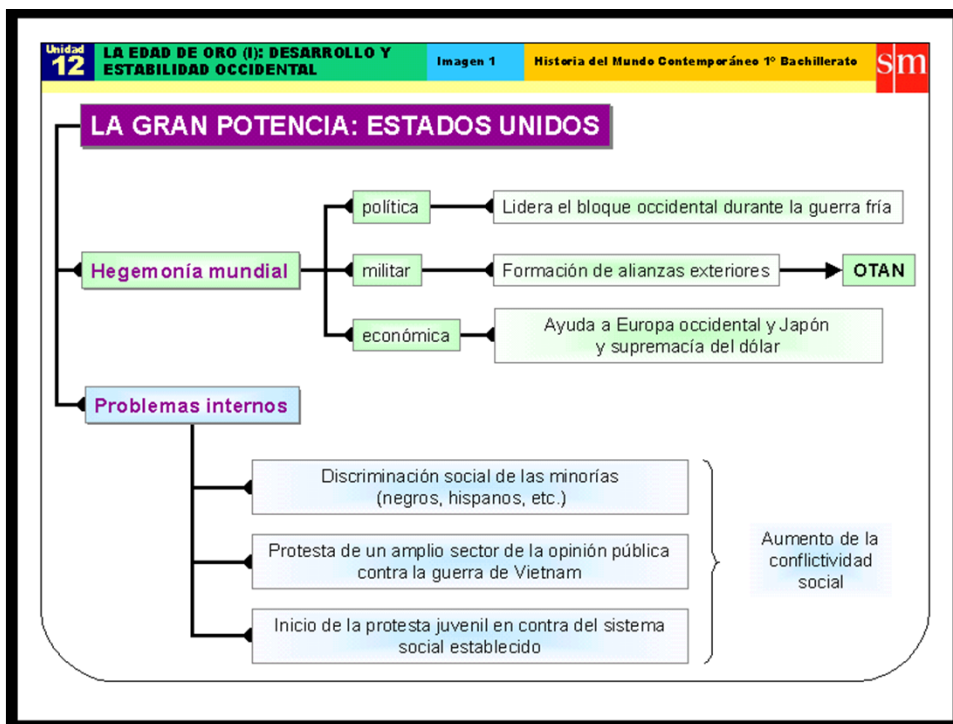 Unidad
12
LA EDAD DE ORO (I): DESARROLLO Y
ESTABILIDAD OCCIDENTAL
Imagen 1
Historia del Mundo Contemporáneo 1º Bachillerato
sm
LA GRAN POTENCIA: ESTADOS UNIDOS
Hegemonía mundial
política
Lidera el bloque occidental durante la guerra fría
militar
Formación de alianzas exteriores
OTAN
económica
Ayuda a Europa occidental y Japón
y supremacía del dólar
Problemas internos
Discriminación social de las minorías
(negros, hispanos, etc.)
Protesta de un amplio sector de la opinión pública
contra la guerra de Vietnam
Inicio de la protesta juvenil en contra del sistema
social establecido
Aumento de la
conflictividad
social